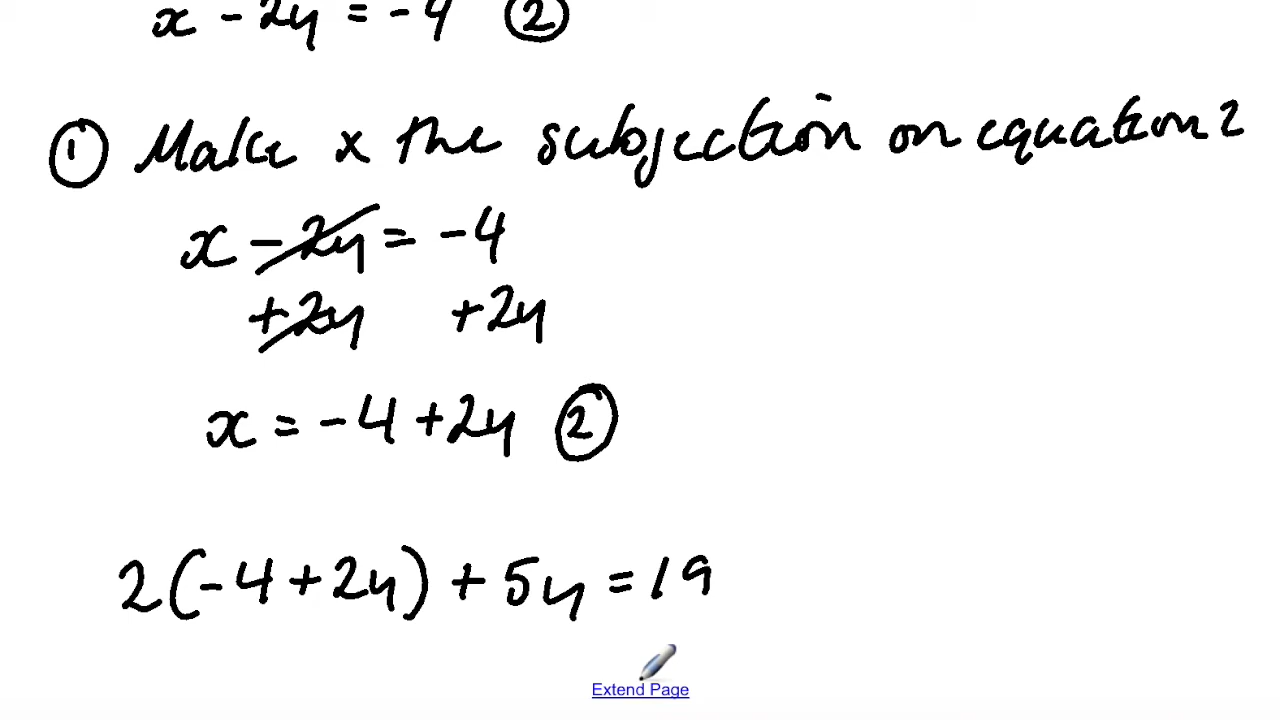 x - 2y = -4 ②
① Make x the subjection on equation 2
x - 2y = -4
+2y +2y
x = -4 + 2y ②
2(-4 + 2y) + 5y = 19
Extend Page